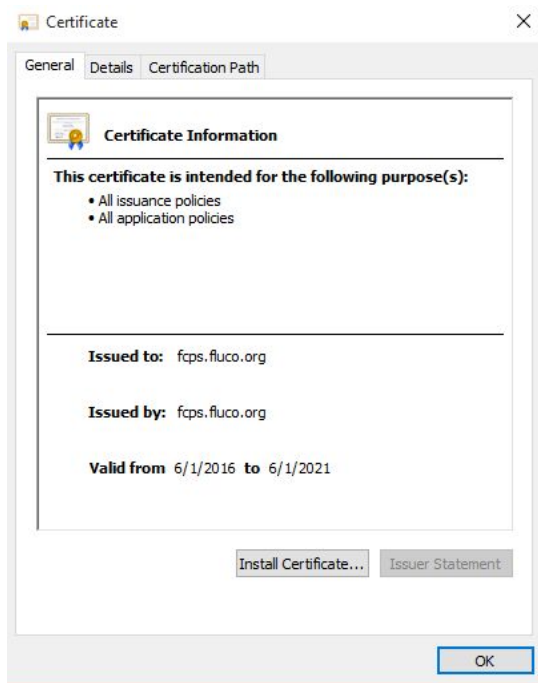 Certificate
General Details Certification Path
Certificate Information
This certificate is intended for the following purpose(s):
• All issuance policies
• All application policies
Issued to: fcps.fluco.org
Issued by: fcps.fluco.org
Valid from 6/1/2016 to 6/1/2021
Install Certificate... Issuer Statement
OK